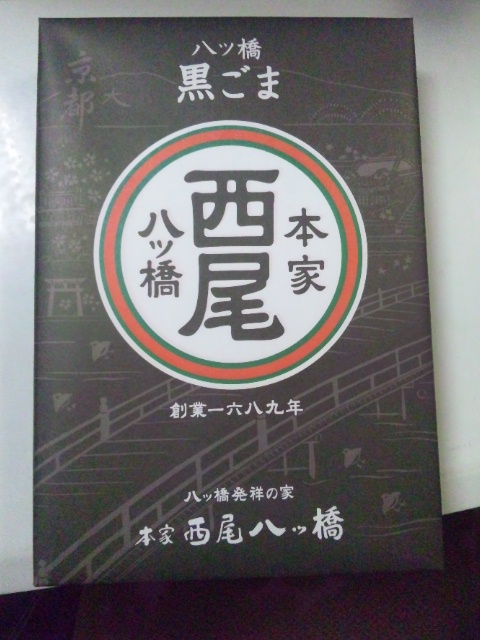 八ッ橋
黒ごま
京都
大
本家
西尾
八ッ橋
創業一六八九年
八ッ橋発祥の家
本家 西尾八ッ橋